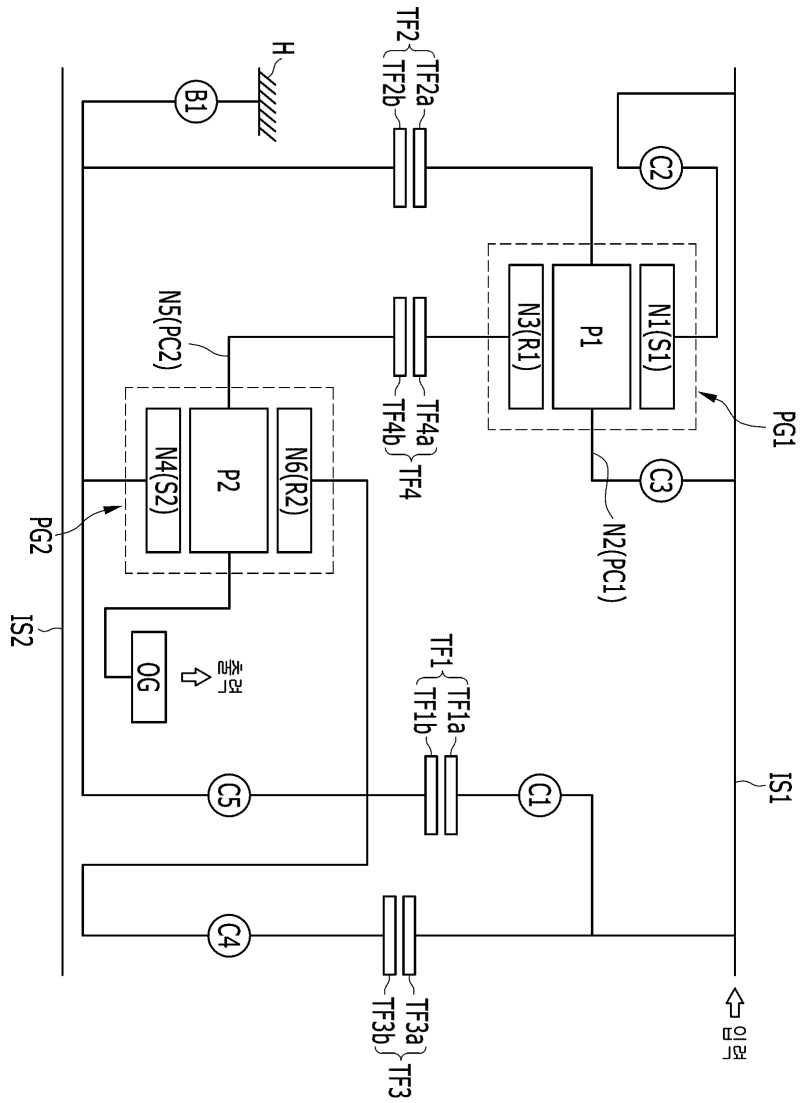 PG1
IS1
입력
C2
C3
N1(S1)
N2(PC1)
P1
C1
N3(R1)
TF2a
TF2b
TF2
TF4a
TF4b
TF4
TF1a
TF1b
TF1
TF3a
TF3b
TF3
H
N6(R2)
B1
P2
출력
C5
C4
N5(PC2)
N4(S2)
OG
PG2
IS2